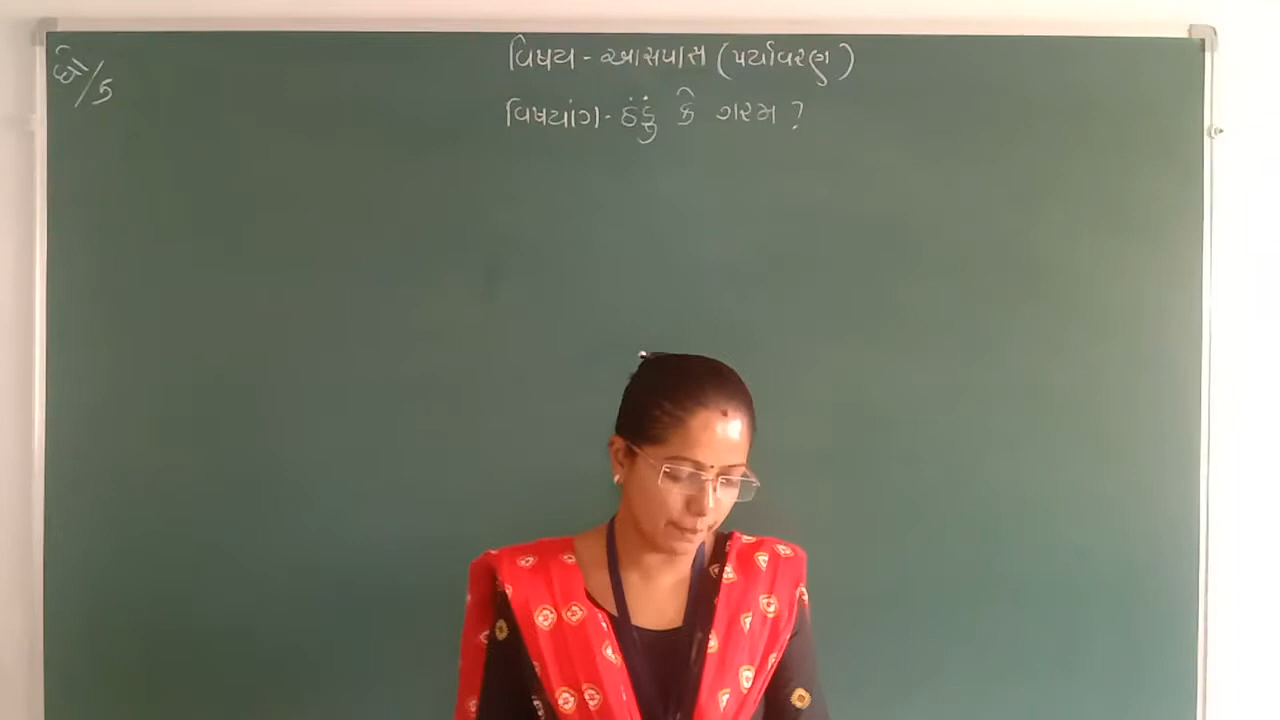 ધો/5
વિષય - આસપાસ (પર્યાવરણ)
વિષયાંગ - ઠંડું કે ગરમ ?